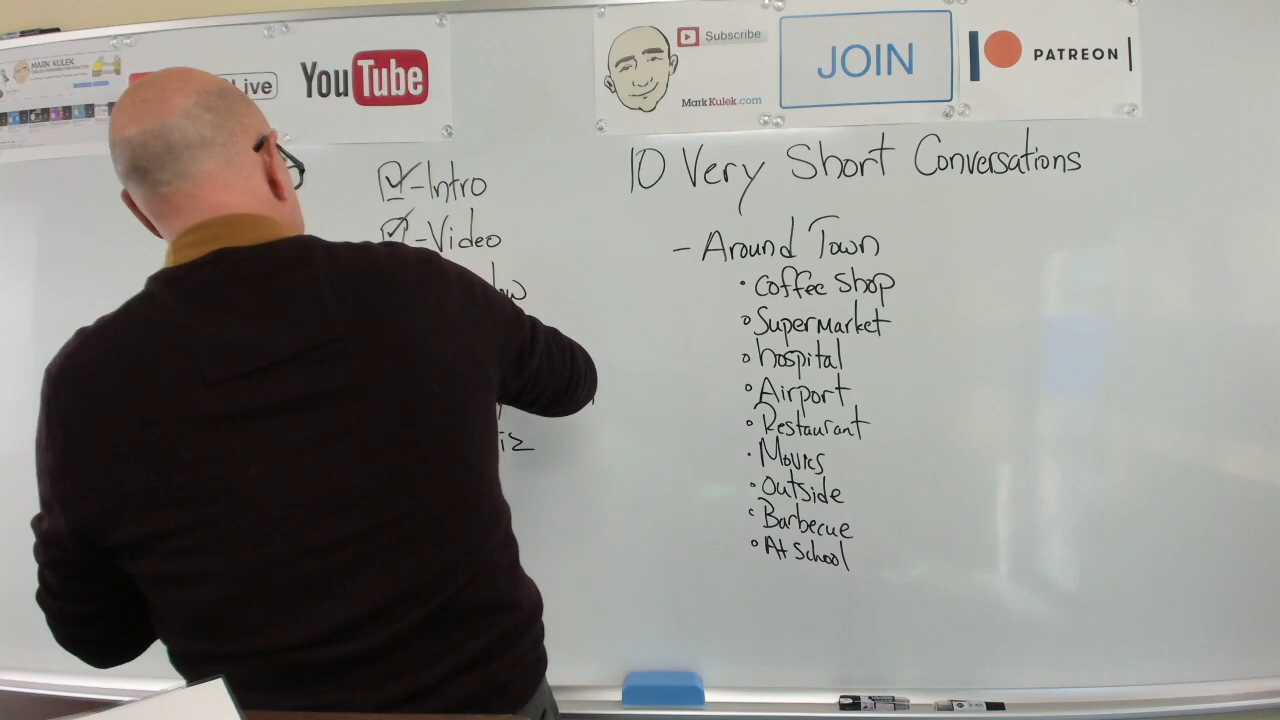 MARK KULEK
Live
YouTube
Subscribe
MarkKulek.com
JOIN
PATREON
10 Very Short Conversations
-Intro
-Video
- Around Town
• Coffee Shop
• Supermarket
• hospital
• Airport
• Restaurant
• Movies
• Outside
• Barbecue
• At School